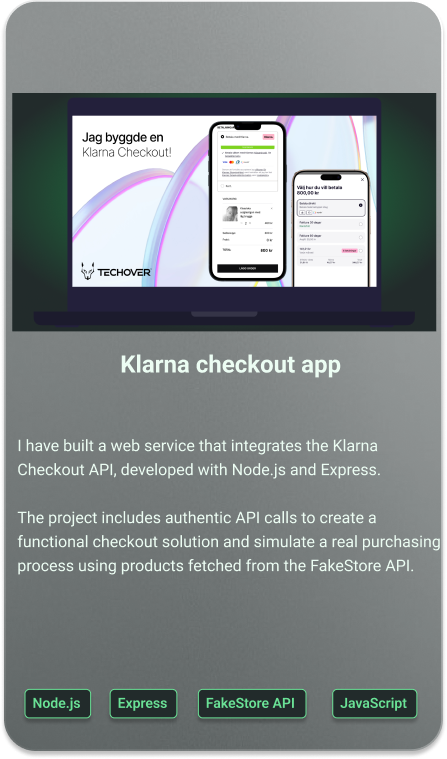 Jag byggde en
Klarna Checkout!
TECHOVER
Välj hur du vill betala
800,00 kr
800 kr
Klarna checkout app
I have built a web service that integrates the Klarna
Checkout API, developed with Node.js and Express.
The project includes authentic API calls to create a
functional checkout solution and simulate a real purchasing
process using products fetched from the FakeStore API.
Node.js
Express
FakeStore API
JavaScript